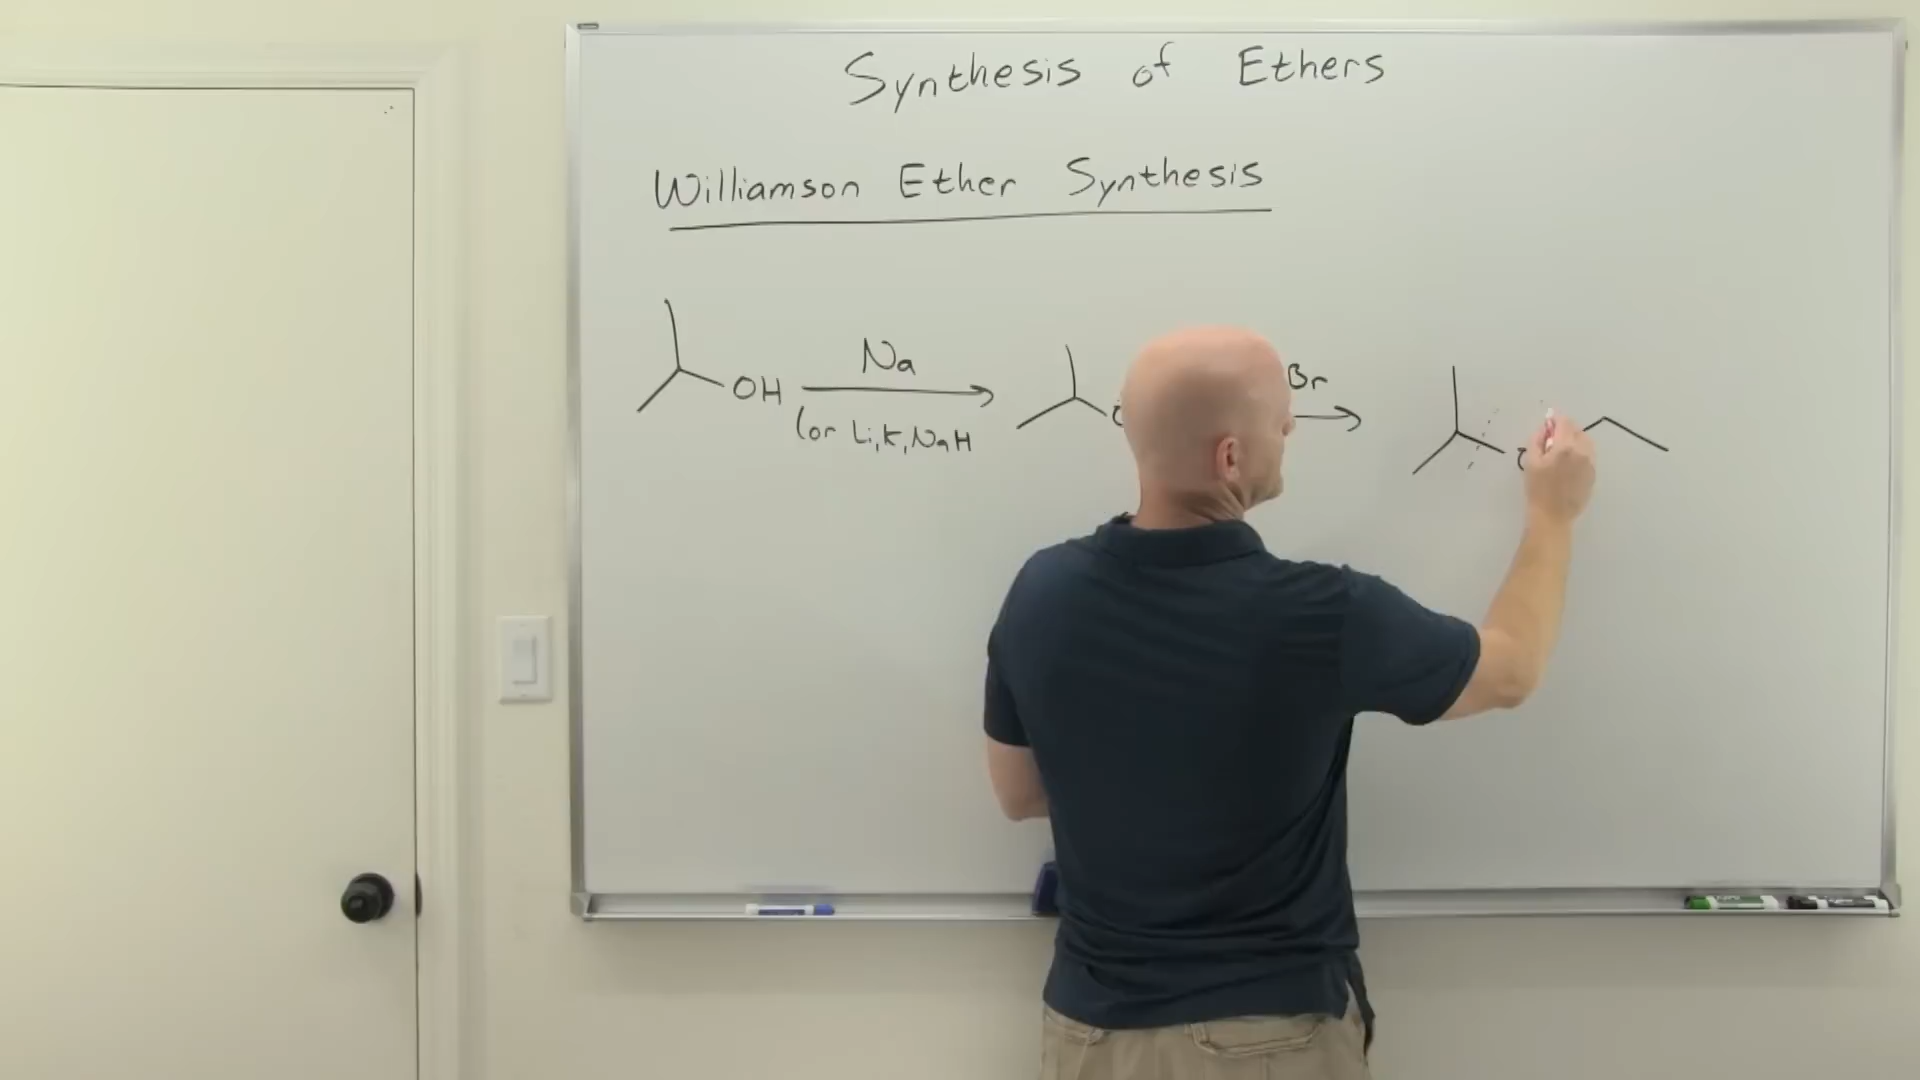 Synthesis of Ethers
Williamson Ether Synthesis
Na
Br
OH
(or Li, K, NaH